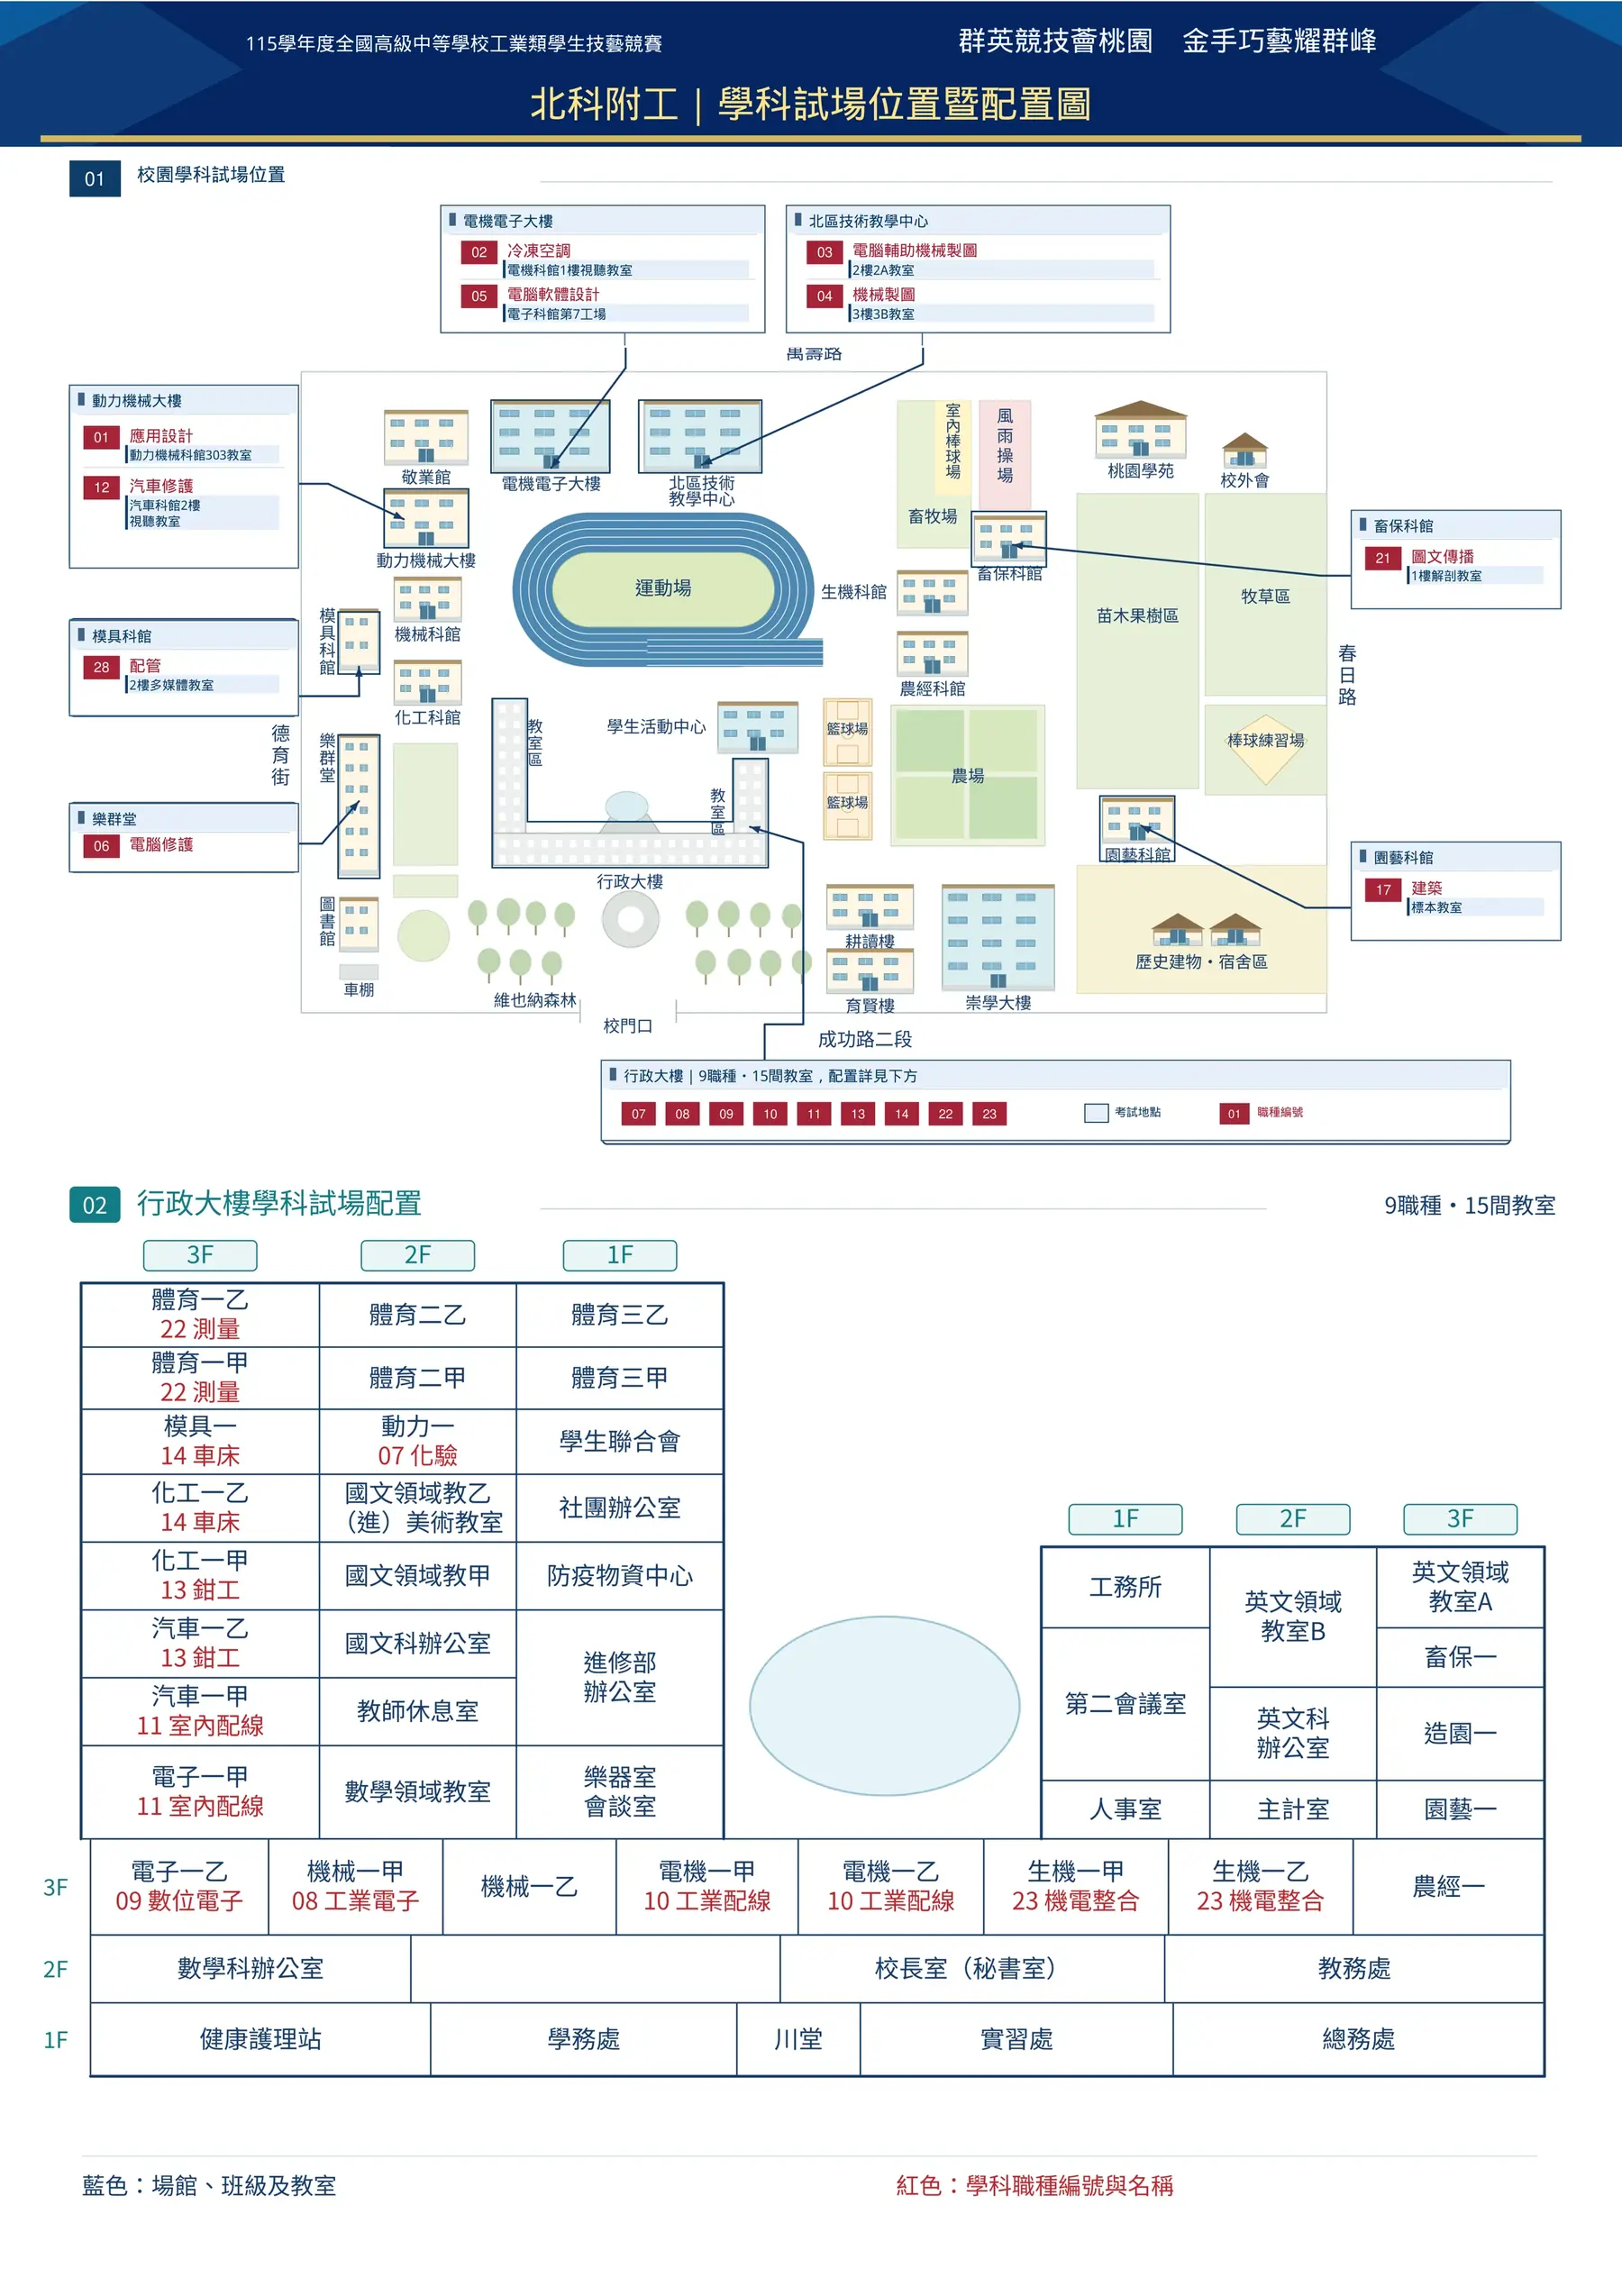 115學年度全國高級中等學校工業類學生技藝競賽
群英競技薈桃園　金手巧藝耀群峰
北科附工｜學科試場位置暨配置圖
01 校園學科試場位置
電機電子大樓
02 冷凍空調
電機科館1樓視聽教室
05 電腦軟體設計
電子科館第7工場
北區技術教學中心
03 電腦輔助機械製圖
2樓2A教室
04 機械製圖
3樓3B教室
萬壽路
動力機械大樓
01 應用設計
動力機械科館303教室
12 汽車修護
汽車科館2樓
視聽教室
模具科館
28 配管
2樓多媒體教室
德育街
樂群堂
06 電腦修護
敬業館
電機電子大樓
北區技術
教學中心
動力機械大樓
模具科館
機械科館
化工科館
樂群堂
圖書館
車棚
運動場
教室區
學生活動中心
教室區
行政大樓
維也納森林
校門口
室內棒球場
風雨操場
畜牧場
畜保科館
生機科館
農經科館
籃球場
籃球場
農場
桃園學苑
校外會
苗木果樹區
牧草區
棒球練習場
園藝科館
歷史建物・宿舍區
耕讀樓
育賢樓
崇學大樓
成功路二段
春日路
畜保科館
21 圖文傳播
1樓解剖教室
園藝科館
17 建築
標本教室
行政大樓｜9職種・15間教室，配置詳見下方
07 08 09 10 11 13 14 22 23
考試地點
01 職種編號
02 行政大樓學科試場配置
9職種・15間教室
3F 2F 1F
體育一乙
22 測量
體育二乙
體育三乙
體育一甲
22 測量
體育二甲
體育三甲
模具一
14 車床
動力一
07 化驗
學生聯合會
化工一乙
14 車床
國文領域教乙
（進）美術教室
社團辦公室
化工一甲
13 鉗工
國文領域教甲
防疫物資中心
汽車一乙
13 鉗工
國文科辦公室
進修部
辦公室
汽車一甲
11 室內配線
教師休息室
電子一甲
11 室內配線
數學領域教室
樂器室
會談室
1F 2F 3F
工務所
英文領域
教室B
英文領域
教室A
第二會議室
畜保一
英文科
辦公室
造園一
人事室
主計室
園藝一
3F
電子一乙
09 數位電子
機械一甲
08 工業電子
機械一乙
電機一甲
10 工業配線
電機一乙
10 工業配線
生機一甲
23 機電整合
生機一乙
23 機電整合
農經一
2F
數學科辦公室
校長室（秘書室）
教務處
1F
健康護理站
學務處
川堂
實習處
總務處
藍色：場館、班級及教室
紅色：學科職種編號與名稱